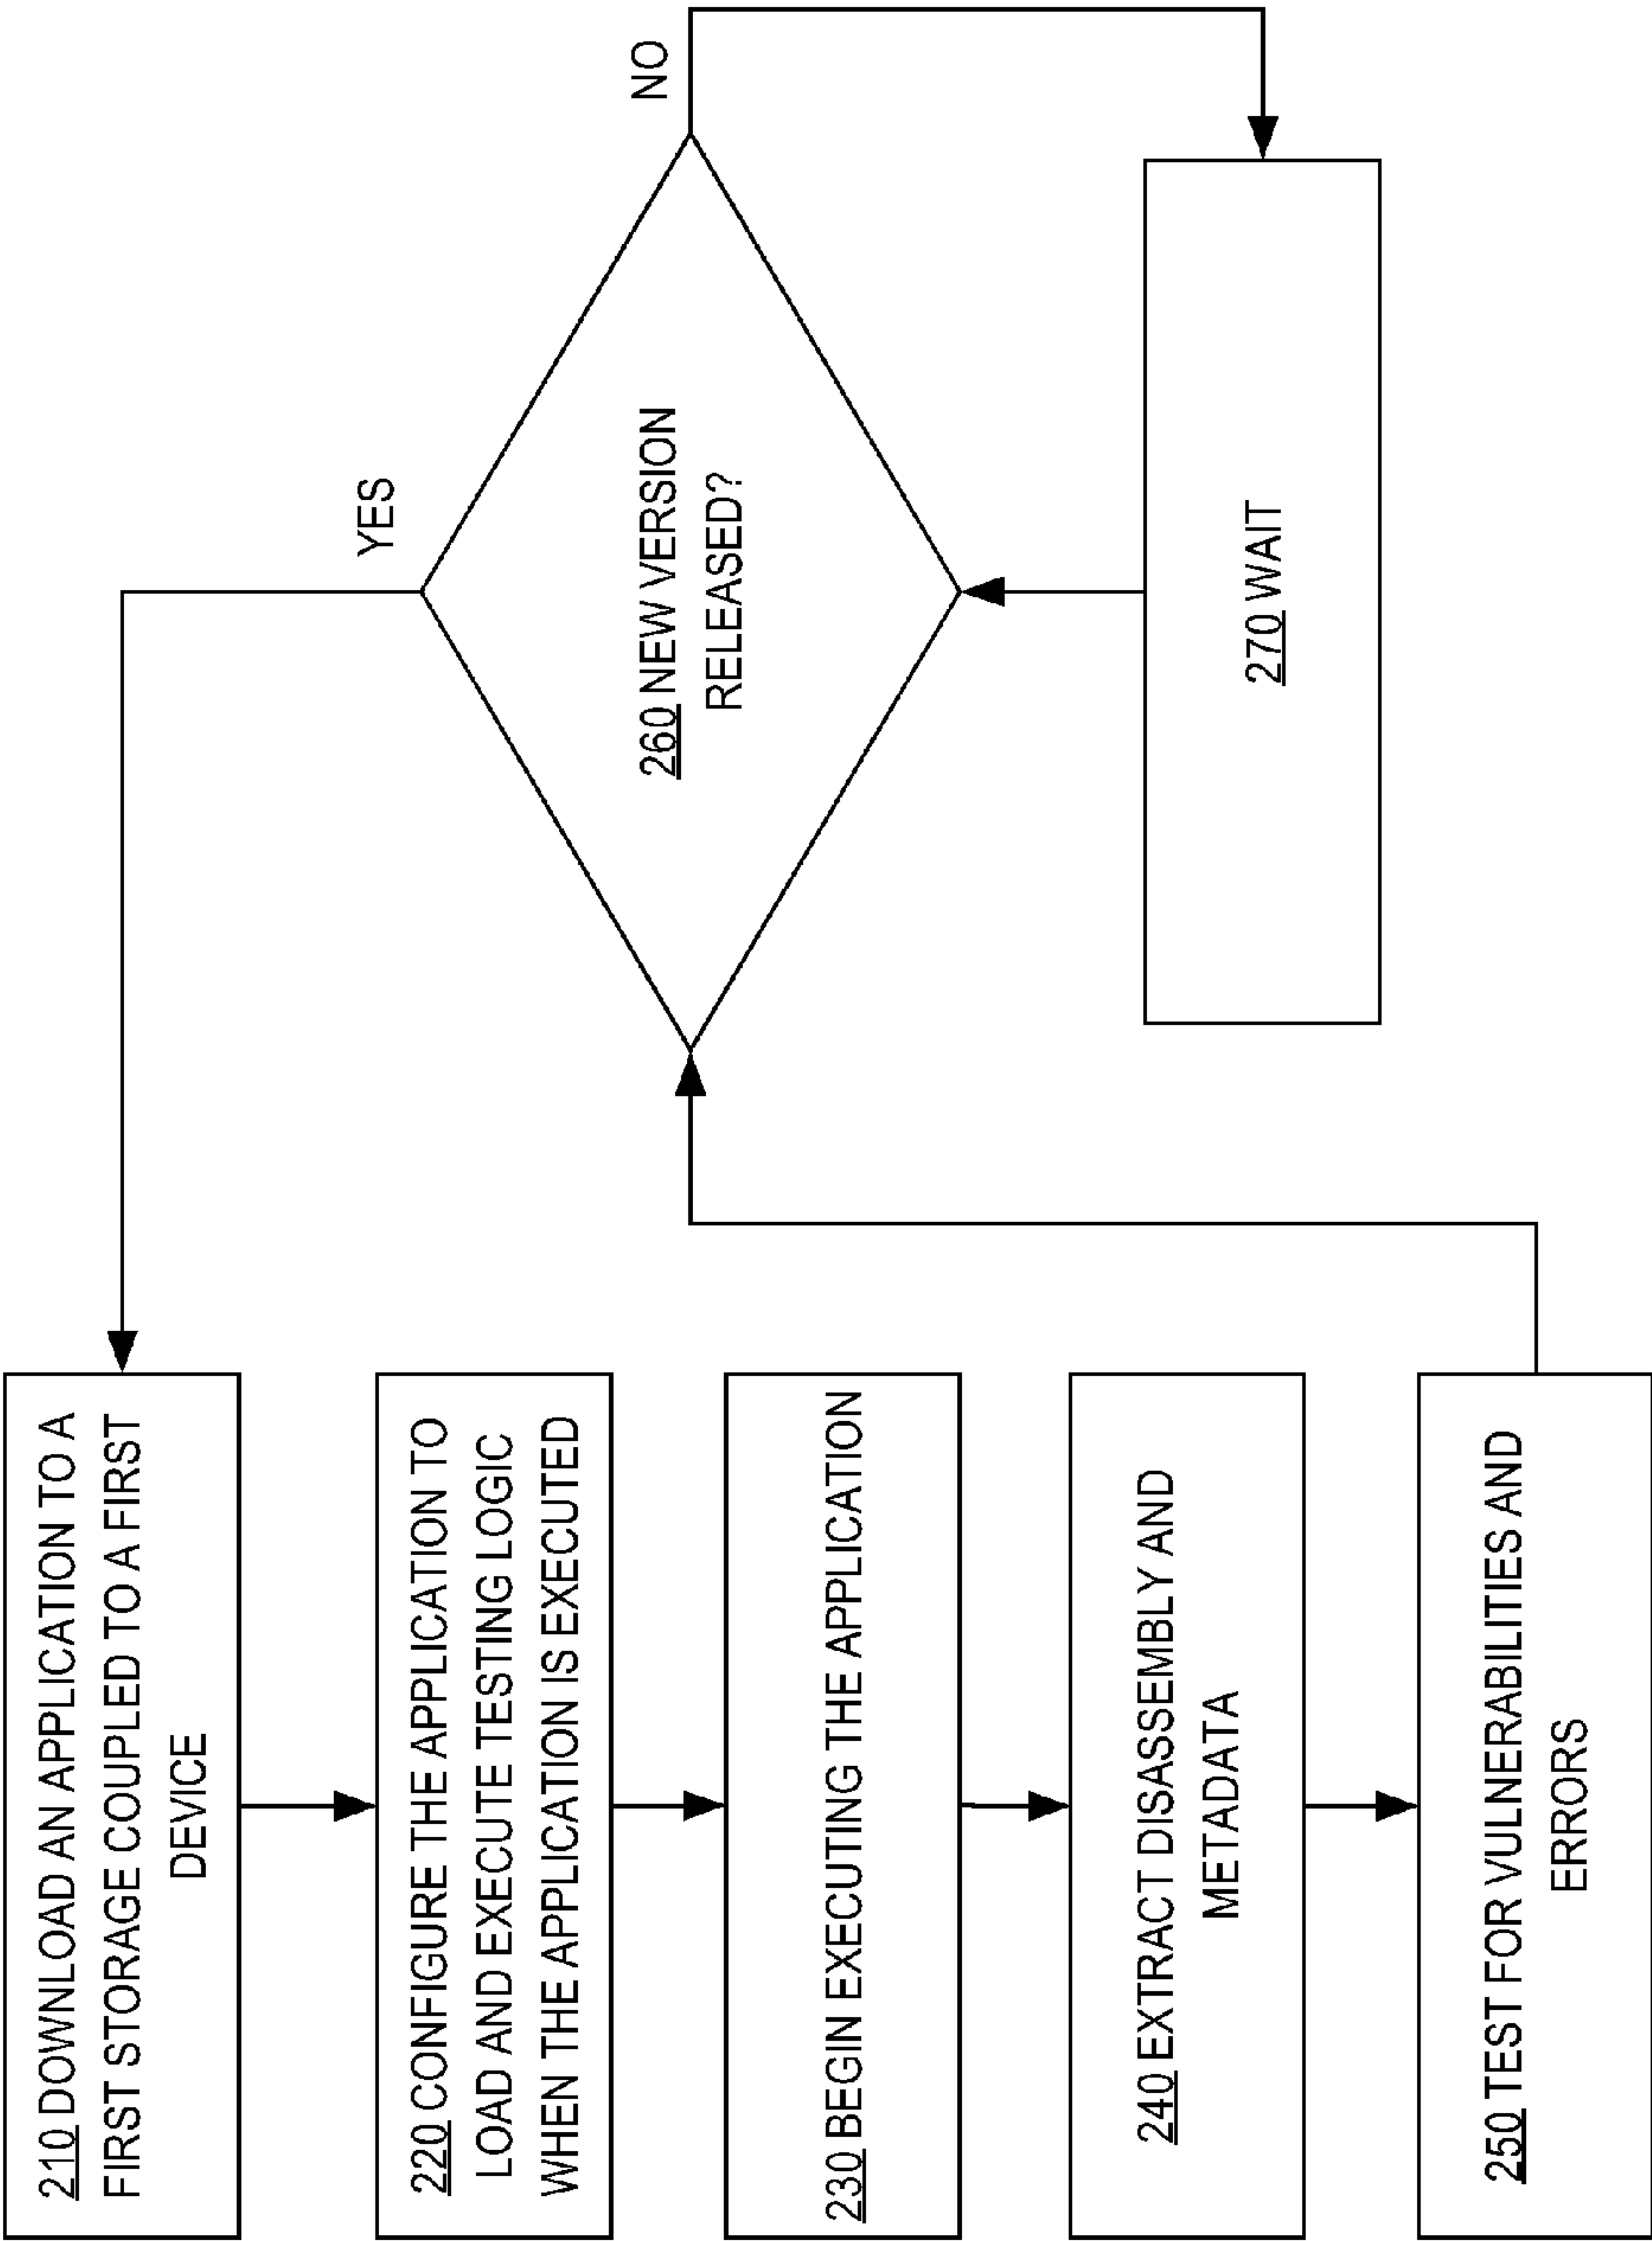 210 DOWNLOAD AN APPLICATION TO A
FIRST STORAGE COUPLED TO A FIRST
DEVICE
220 CONFIGURE THE APPLICATION TO
LOAD AND EXECUTE TESTING LOGIC
WHEN THE APPLICATION IS EXECUTED
230 BEGIN EXECUTING THE APPLICATION
240 EXTRACT DISASSEMBLY AND
METADATA
250 TEST FOR VULNERABILITIES AND
ERRORS
YES
260 NEW VERSION
RELEASED?
NO
270 WAIT